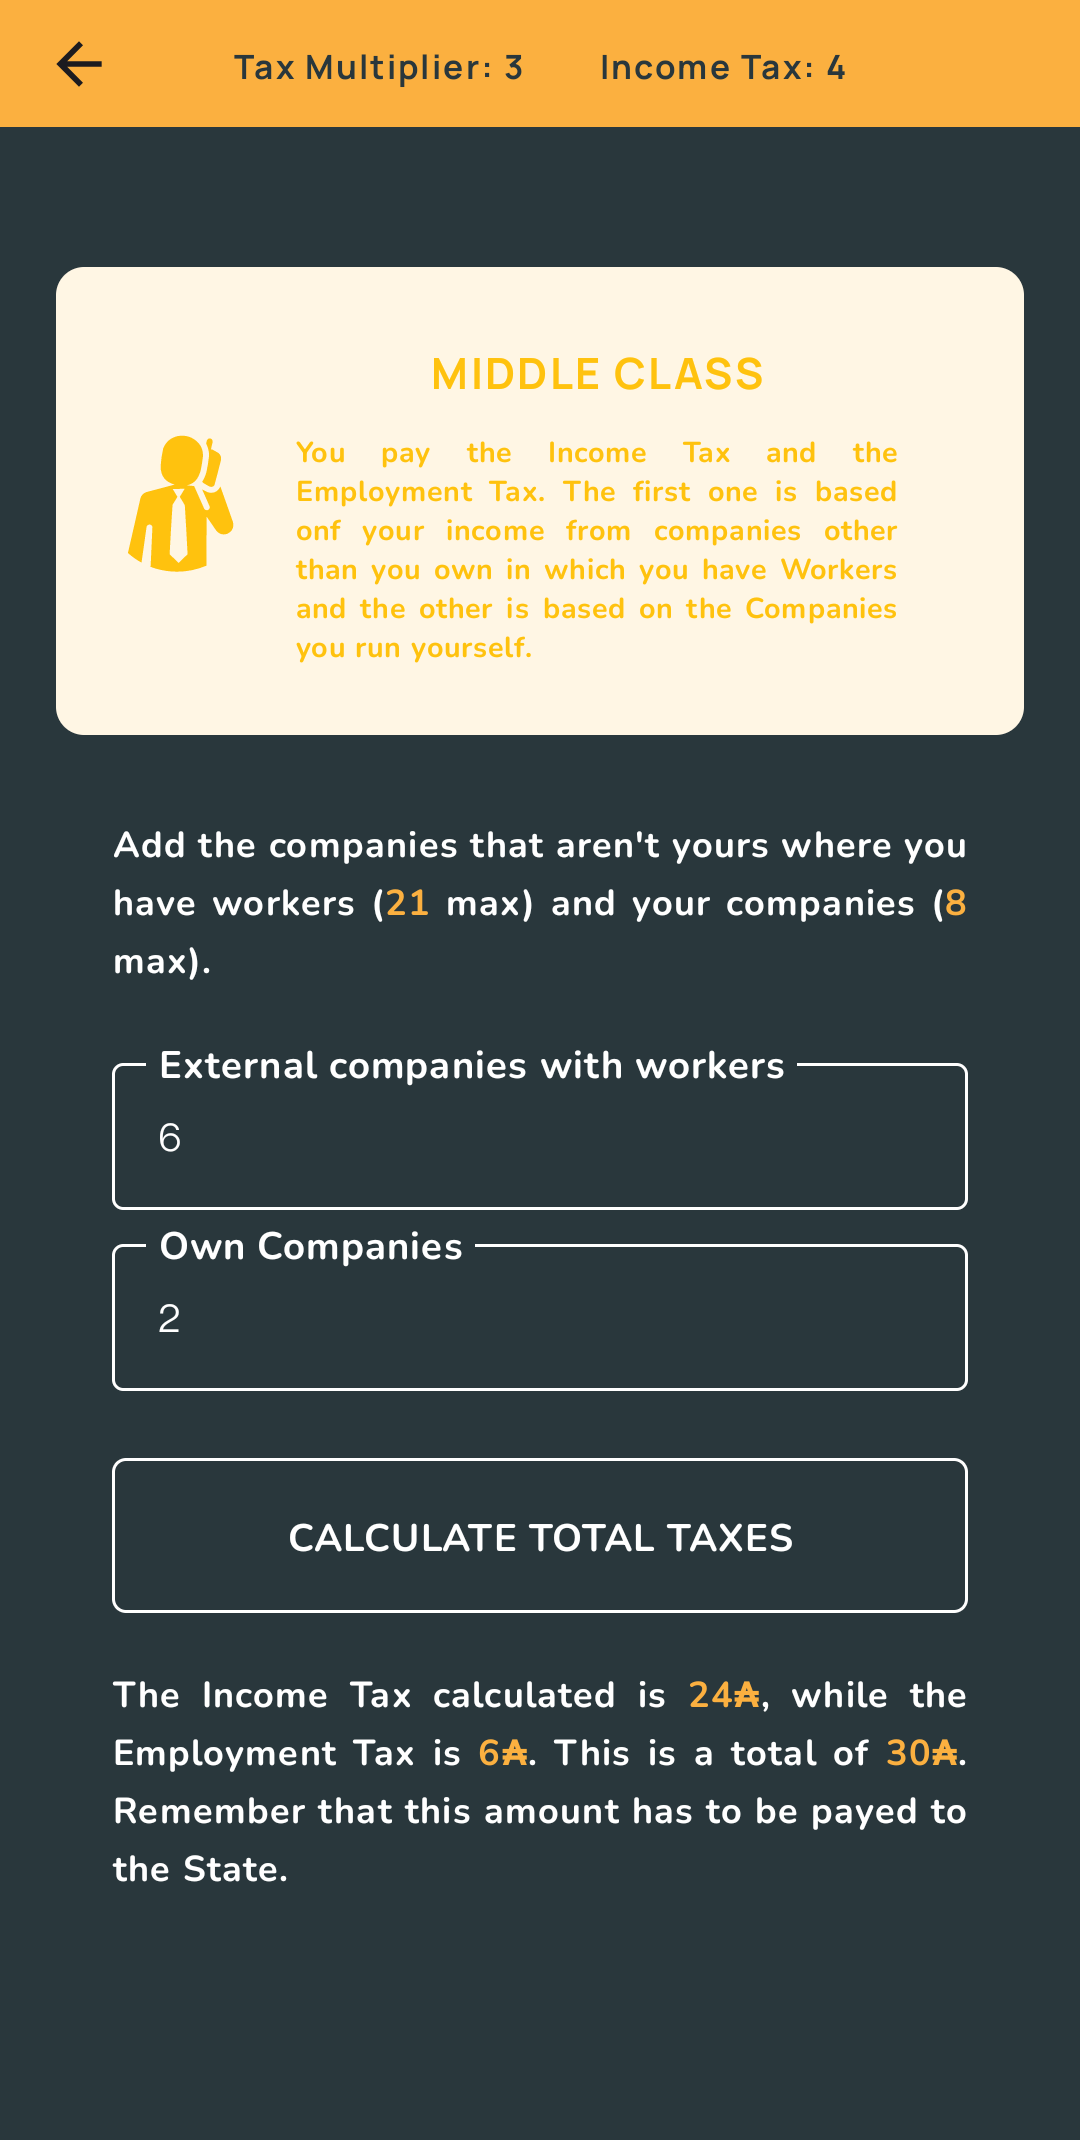 Tax Multiplier: 3 Income Tax: 4
MIDDLE CLASS
You pay the Income Tax and the
Employment Tax. The first one is based
onf your income from companies other
than you own in which you have Workers
and the other is based on the Companies
you run yourself.
Add the companies that aren't yours where you
have workers (21 max) and your companies (8
max).
External companies with workers
6
Own Companies
2
CALCULATE TOTAL TAXES
The Income Tax calculated is 24₳, while the
Employment Tax is 6₳. This is a total of 30₳.
Remember that this amount has to be payed to
the State.